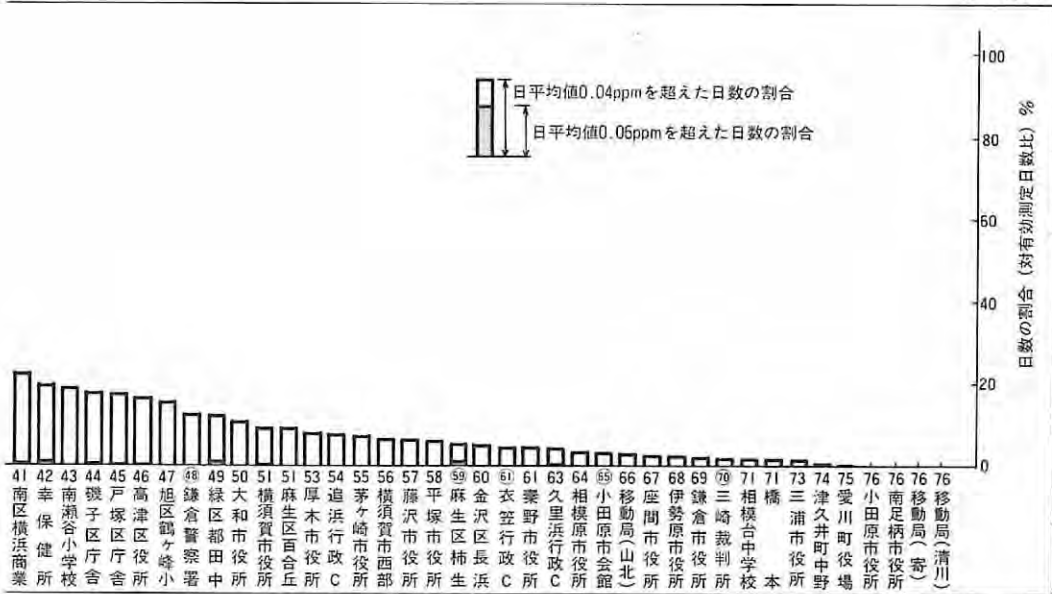 日平均値0.04ppmを超えた日数の割合
日平均値0.06ppmを超えた日数の割合
100
80
60
40
20
0
日数の割合(対有効測定日数比)%
41 南区横浜商業
42 幸保健所
43 南瀬谷小学校
44 磯子区庁舎
45 戸塚区庁舎
46 高津区役所
47 旭区鶴ヶ峰小
㊽ 鎌倉警察署
49 緑区都田中
50 大和市役所
51 横須賀市役所
51 麻生区百合丘
53 厚木市役所
54 追浜行政C
55 茅ヶ崎市役所
56 横須賀市西部
57 藤沢市役所
58 平塚市役所
59 麻生区柿生
60 金沢区長浜
61 衣笠行政C
61 秦野市役所
63 久里浜行政C
64 相模原市役所
65 小田原市会館
66 移動局(山北)
67 座間市役所
68 伊勢原市役所
69 鎌倉市役所
70 三崎裁判所
71 相模台中学校
71 橋本
73 三浦市役所
74 津久井町中野
75 愛川町役場
76 小田原市役所
76 南足柄市役所
76 移動局(寄)
76 移動局(清川)